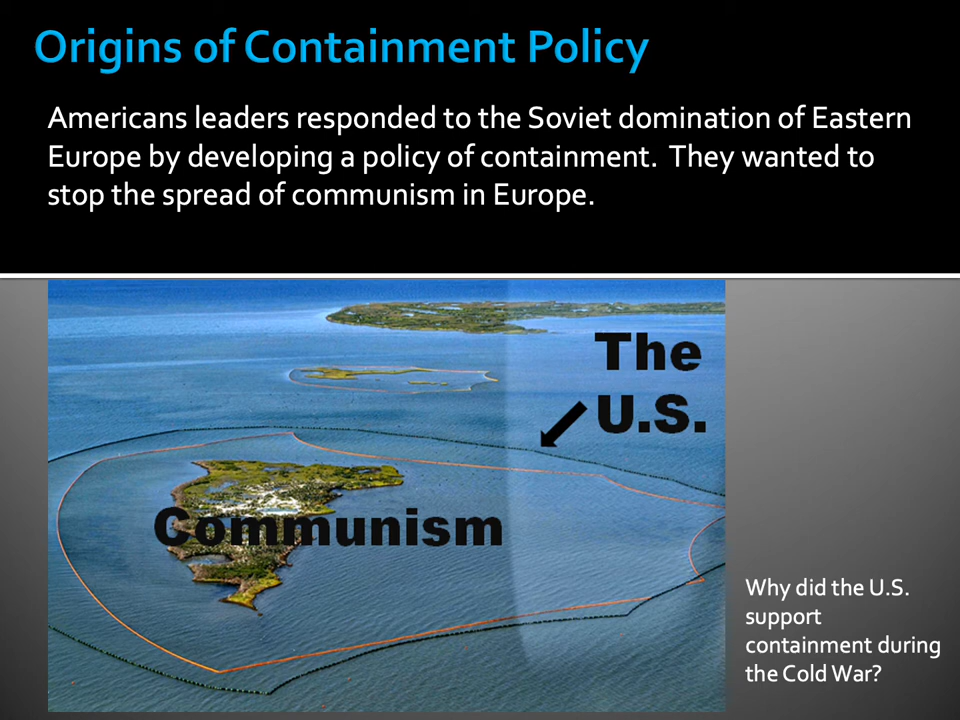 Origins of Containment Policy
Americans leaders responded to the Soviet domination of Eastern
Europe by developing a policy of containment.  They wanted to
stop the spread of communism in Europe.
The
U.S.
Communism
Why did the U.S.
support
containment during
the Cold War?